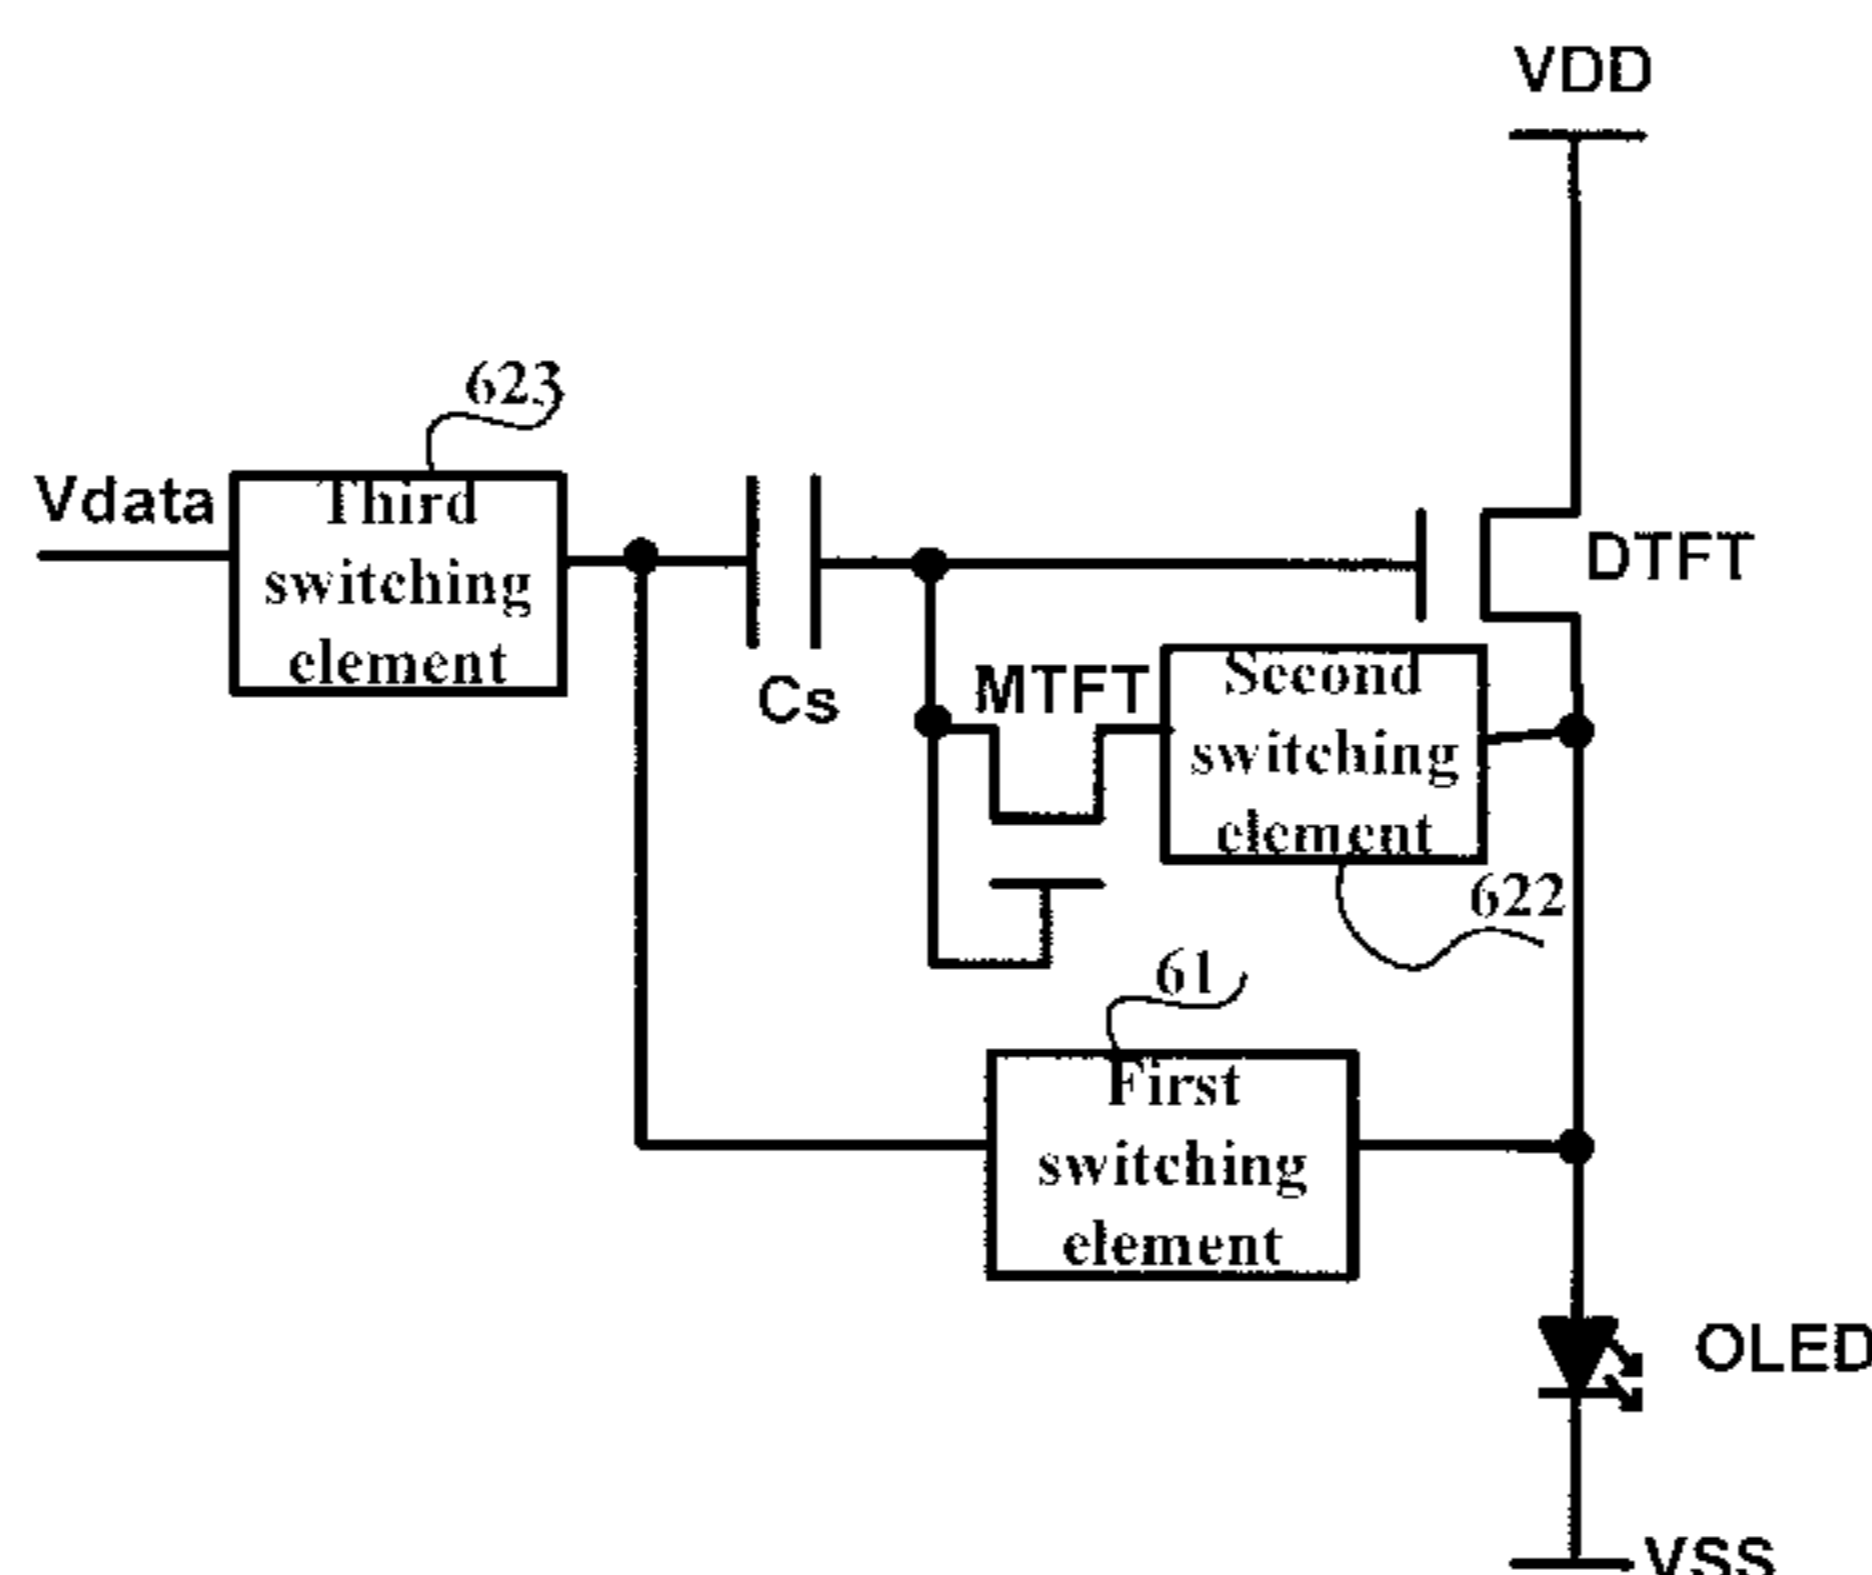 VDD
623
Vdata
Third
switching
element
DTFT
Cs
MTFT
Second
switching
element
622
61
First
switching
element
OLED
VSS